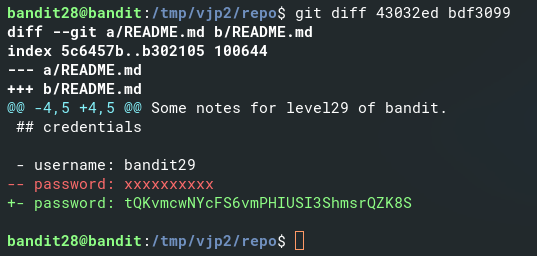 bandit28@bandit:/tmp/vjp2/repo$ git diff 43032ed bdf3099
diff --git a/README.md b/README.md
index 5c6457b..b302105 100644
--- a/README.md
+++ b/README.md
@@ -4,5 +4,5 @@ Some notes for level29 of bandit.
 ## credentials

 - username: bandit29
-- password: xxxxxxxxxx
+- password: tQKvmcwNYcFS6vmPHIUSI3ShmsrQZK8S

bandit28@bandit:/tmp/vjp2/repo$